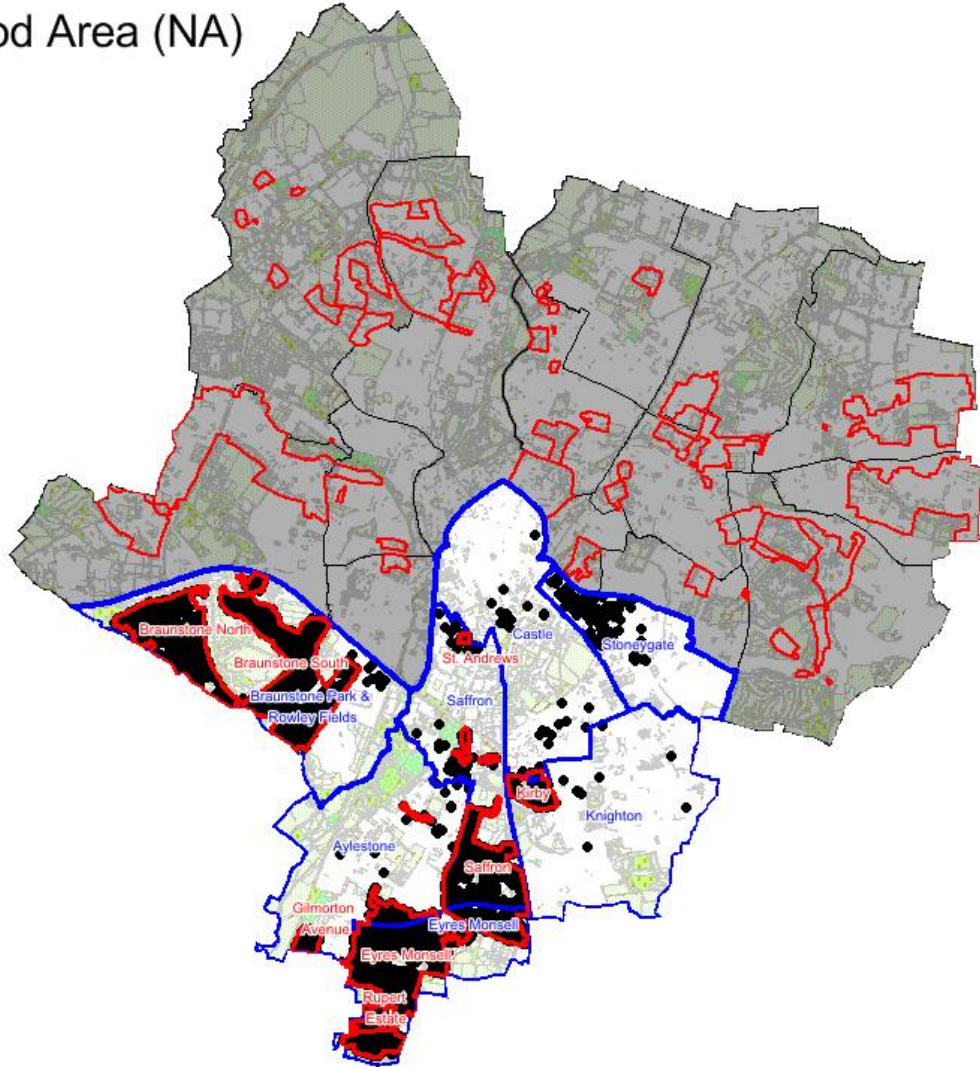 od Area (NA)
Braunstone North
Braunstone South
Braunstone Park &
Rowley Fields
St. Andrews
Castle
Stoneygate
Saffron
Kirby
Knighton
Aylestone
Saffron
Gilmorton
Avenue
Eyres Monsell
Eyres Monsell
Rupert
Estate